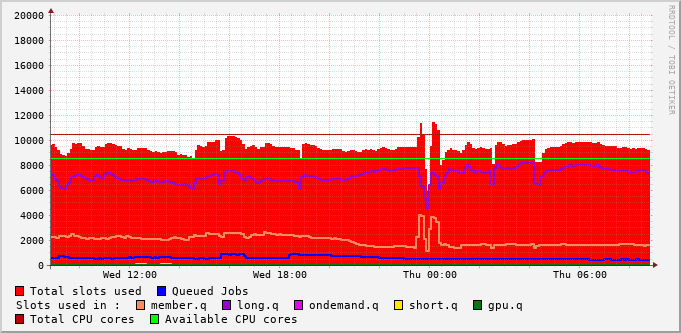 RRDTOOL / TOBI OETIKER
20000
18000
16000
14000
12000
10000
8000
6000
4000
2000
0
Wed 12:00 Wed 18:00 Thu 00:00 Thu 06:00
Total slots used Queued Jobs
Slots used in : member.q long.q ondemand.q short.q gpu.q
Total CPU cores Available CPU cores